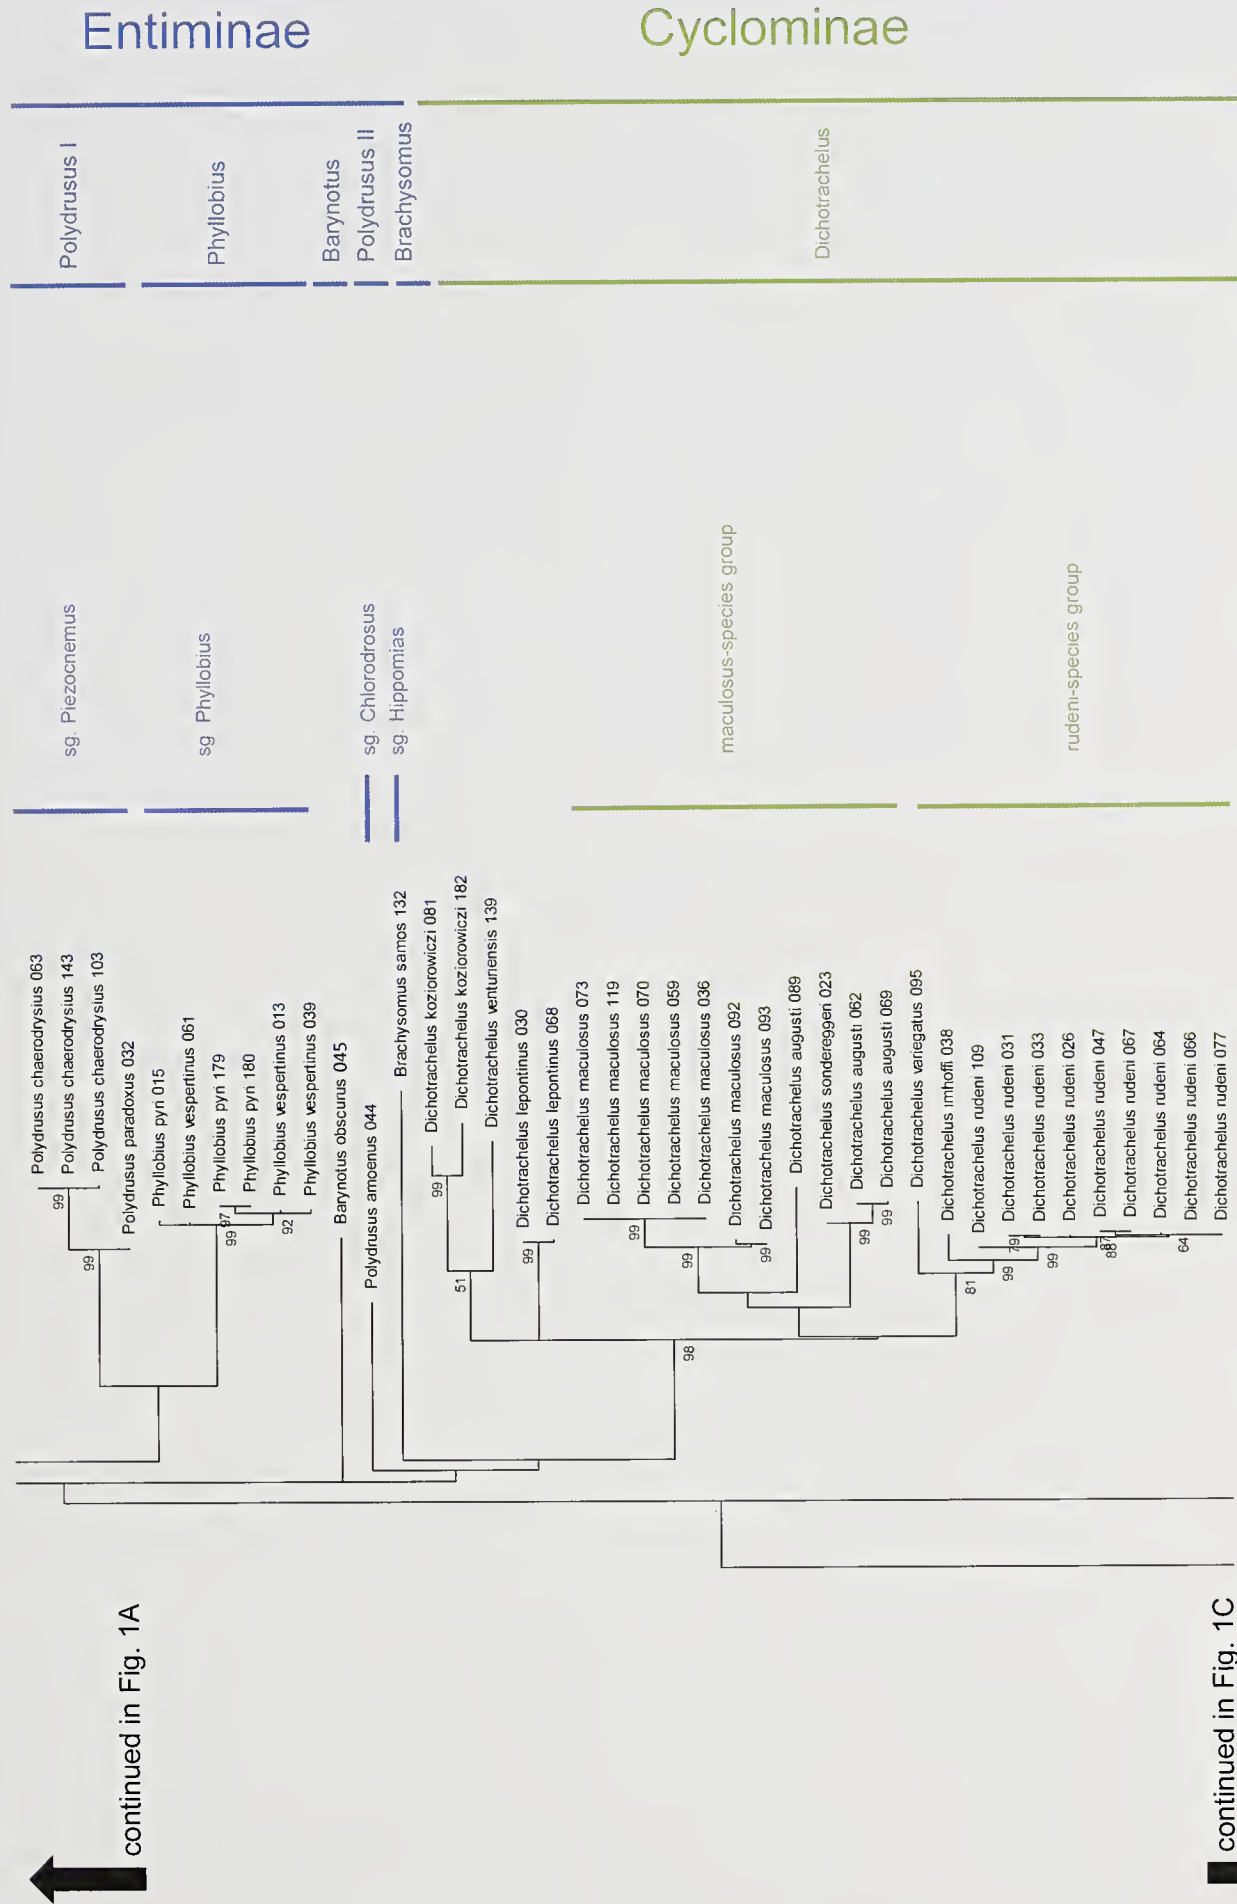 Entiminae
Cyclominae
Polydrusus I
Phyllobius
Barynotus
Polydrusus II
Brachysomus
Dichotrachelus
sg. Piezocnemus
sg Phyllobius
sg. Chlorodrosus
sg. Hippomias
maculosus-species group
rudeni-species group
Polydrusus chaerodrysius 063
Polydrusus chaerodrysius 143
Polydrusus chaerodrysius 103
Polydrusus paradoxus 032
Phyllobius pyri 015
Phyllobius vespertinus 061
Phyllobius pyri 179
Phyllobius pyri 180
Phyllobius vespertinus 013
Phyllobius vespertinus 039
Barynotus obscurus 045
Polydrusus amoenus 044
Brachysomus samos 132
Dichotrachelus koziorowiczi 081
Dichotrachelus koziorowiczi 182
Dichotrachelus venturiensis 139
Dichotrachelus lepontinus 030
Dichotrachelus lepontinus 068
Dichotrachelus maculosus 073
Dichotrachelus maculosus 119
Dichotrachelus maculosus 070
Dichotrachelus maculosus 059
Dichotrachelus maculosus 036
Dichotrachelus maculosus 092
Dichotrachelus maculosus 093
Dichotrachelus augusti 089
Dichotrachelus sondereggeri 023
Dichotrachelus augusti 062
Dichotrachelus augusti 069
Dichotrachelus variegatus 095
Dichotrachelus imhoffi 038
Dichotrachelus rudeni 109
Dichotrachelus rudeni 031
Dichotrachelus rudeni 033
Dichotrachelus rudeni 026
Dichotrachelus rudeni 047
Dichotrachelus rudeni 067
Dichotrachelus rudeni 064
Dichotrachelus rudeni 066
Dichotrachelus rudeni 077
99
99
97
99
92
99
51
99
99
99
99
99
98
81
79
99
99
87
88
64
continued in Fig. 1A
continued in Fig. 1C